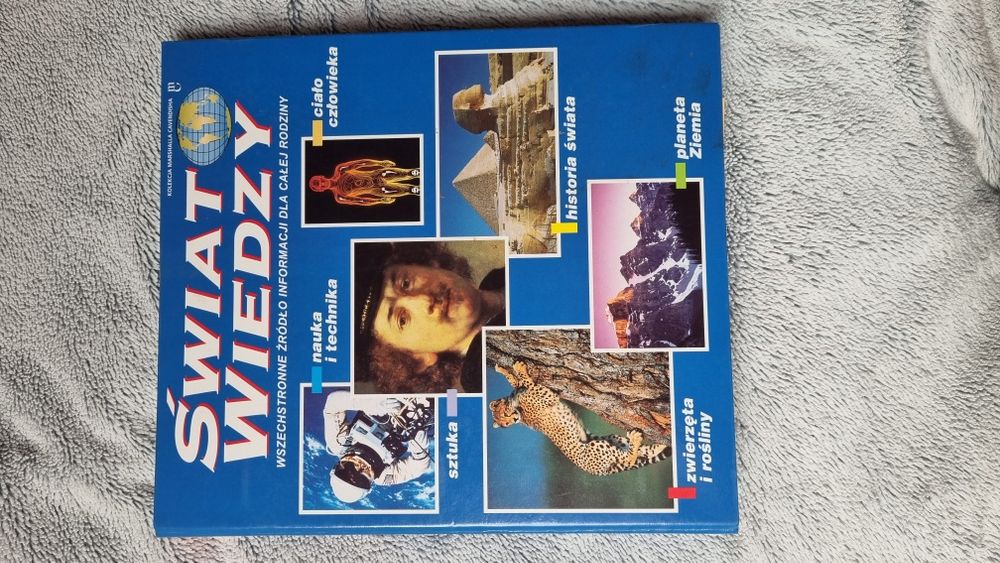 KOLEKCJA MARSHALLA CAVENDISHA
ŚWIAT
WIEDZY
WSZECHSTRONNE ŹRÓDŁO INFORMACJI DLA CAŁEJ RODZINY
nauka
i technika
ciało
człowieka
sztuka
historia świata
zwierzęta
i rośliny
planeta
Ziemia